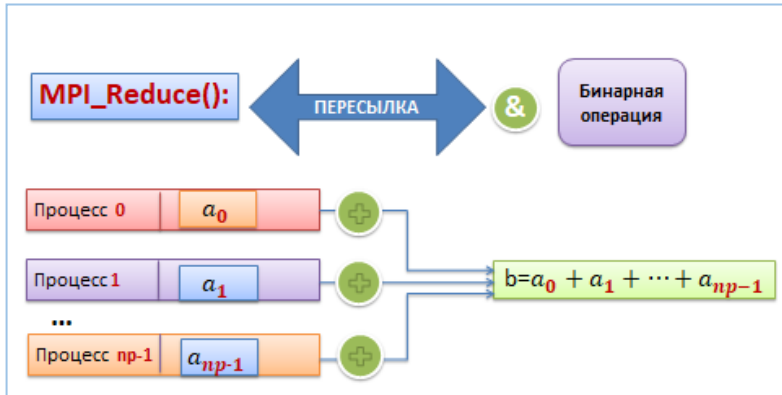 MPI_Reduce():
ПЕРЕСЫЛКА
&
Бинарная
операция
Процесс 0 a₀
Процесс 1 a₁
b=a₀ + a₁ + ⋯ + aₙₚ₋₁
...
Процесс np-1 aₙₚ₋₁